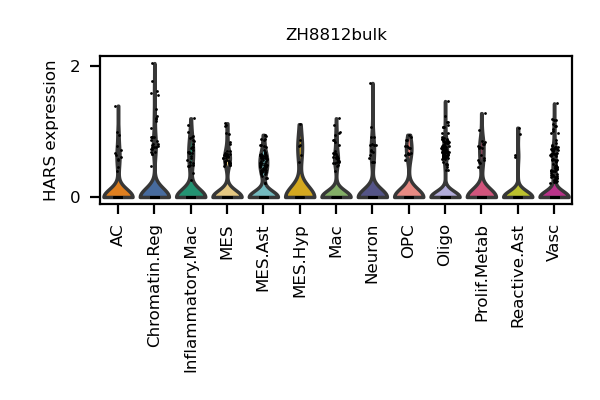 ZH8812bulk
HARS expression
2
0
AC
Chromatin.Reg
Inflammatory.Mac
MES
MES.Ast
MES.Hyp
Mac
Neuron
OPC
Oligo
Prolif.Metab
Reactive.Ast
Vasc